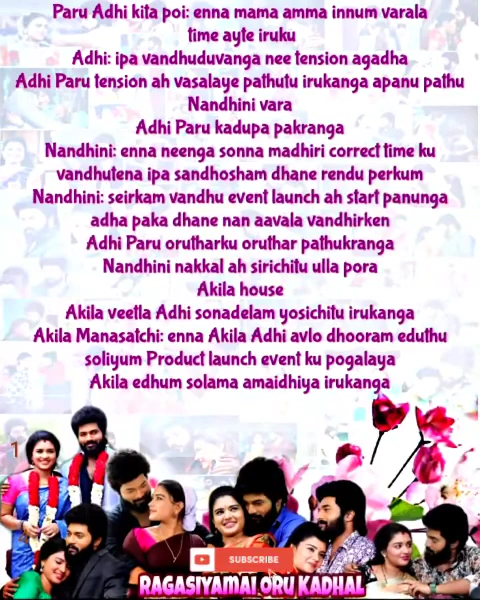 Paru Adhi kita poi: enna mama amma innum varala
time ayte iruku
Adhi: ipa vandhuduvanga nee tension agadha
Adhi Paru tension ah vasalaye pathutu irukanga apanu pathu
Nandhini vara
Adhi Paru kadupa pakranga
Nandhini: enna neenga sonna madhiri correct time ku
vandhutena ipa sandhosham dhane rendu perkum
Nandhini: seirkam vandhu event launch ah start panunga
adha paka dhane nan aavala vandhirken
Adhi Paru orutharku oruthar pathukranga
Nandhini nakkal ah sirichitu ulla pora
Akila house
Akila veetla Adhi sonadelam yosichitu irukanga
Akila Manasatchi: enna Akila Adhi avlo dhooram eduthu
soliyum Product launch event ku pogalaya
Akila edhum solama amaidhiya irukanga
1
SUBSCRIBE
RAGASIYAMAI ORU KADHAL